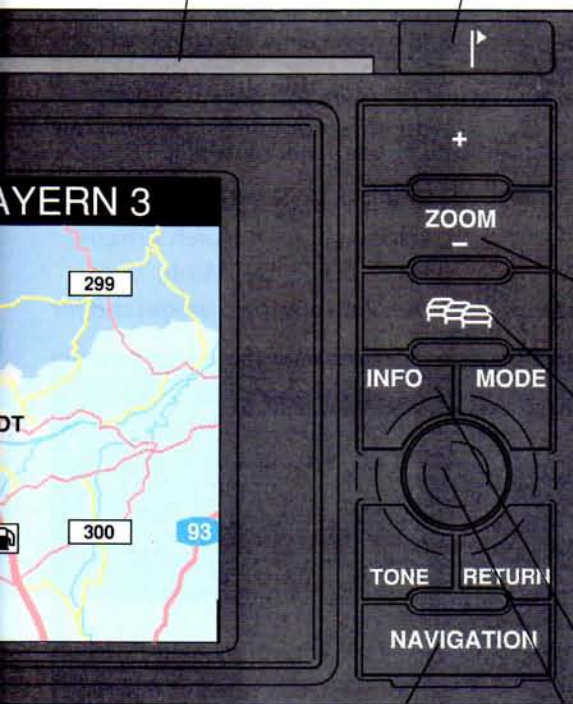 AYERN 3
299
DT
300
93
+
ZOOM
–
INFO
MODE
TONE
RETURN
NAVIGATION